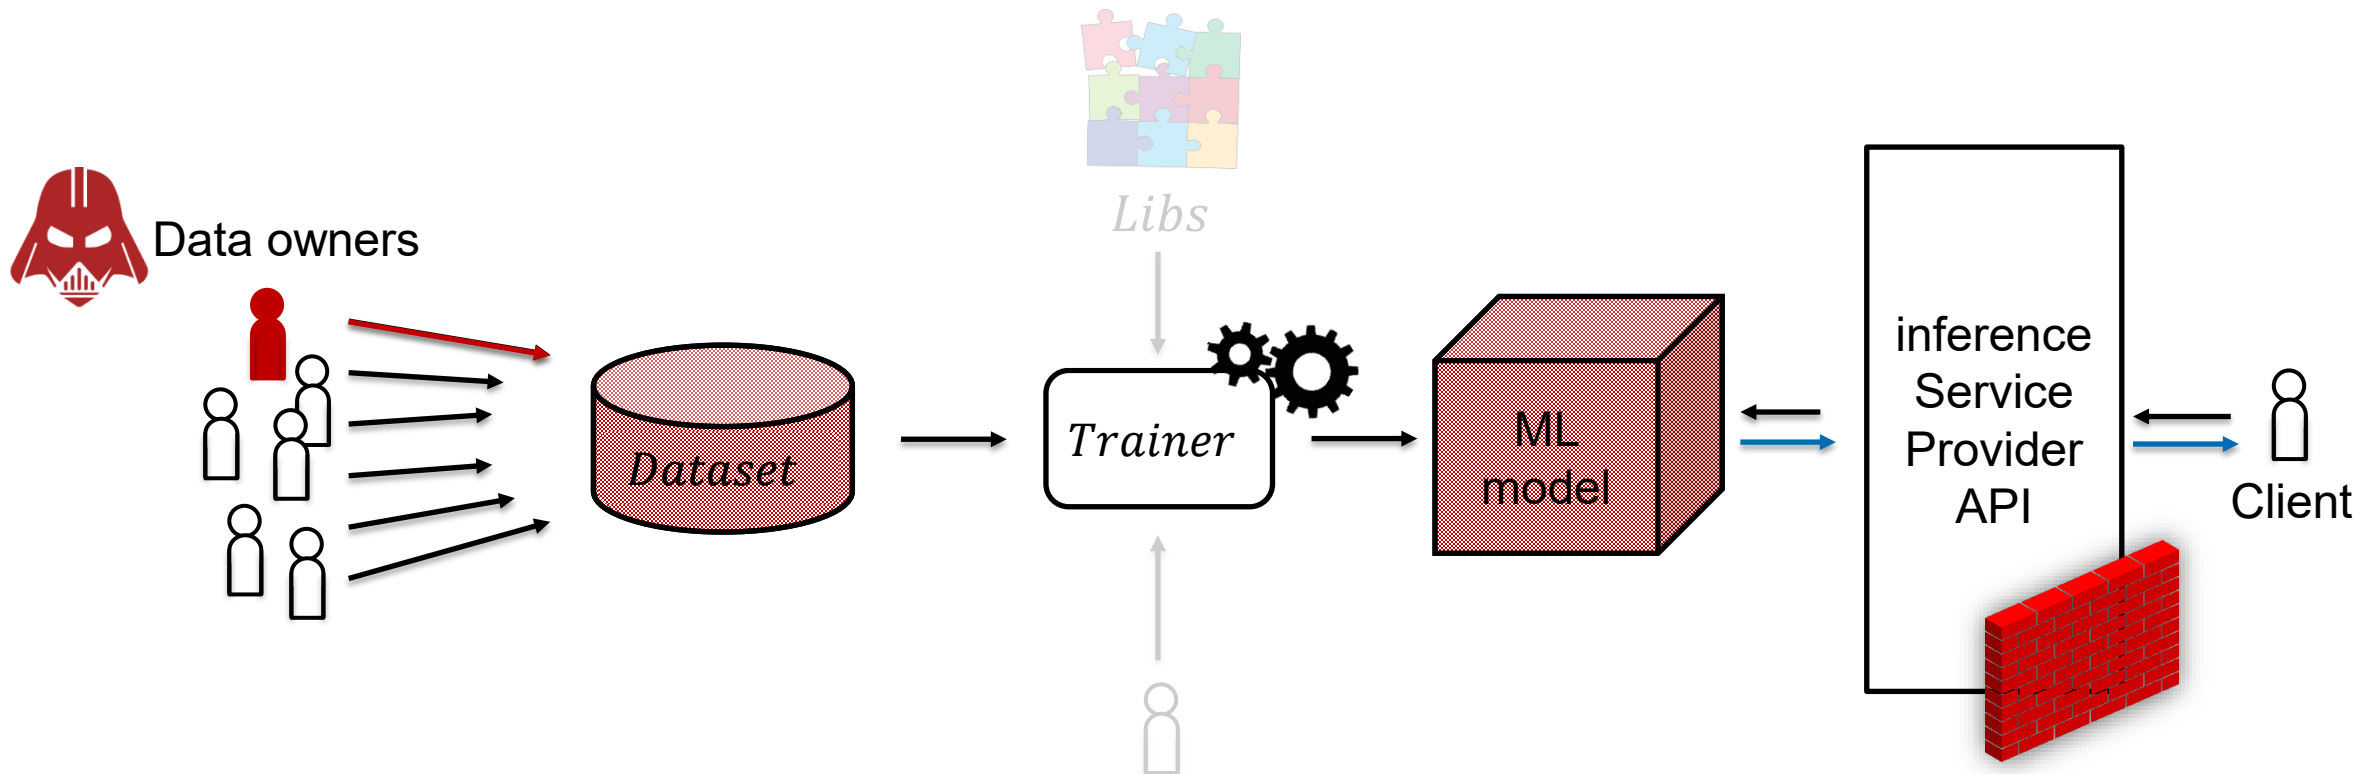 Libs
Data owners
Dataset
Trainer
ML
model
inference
Service
Provider
API
Client